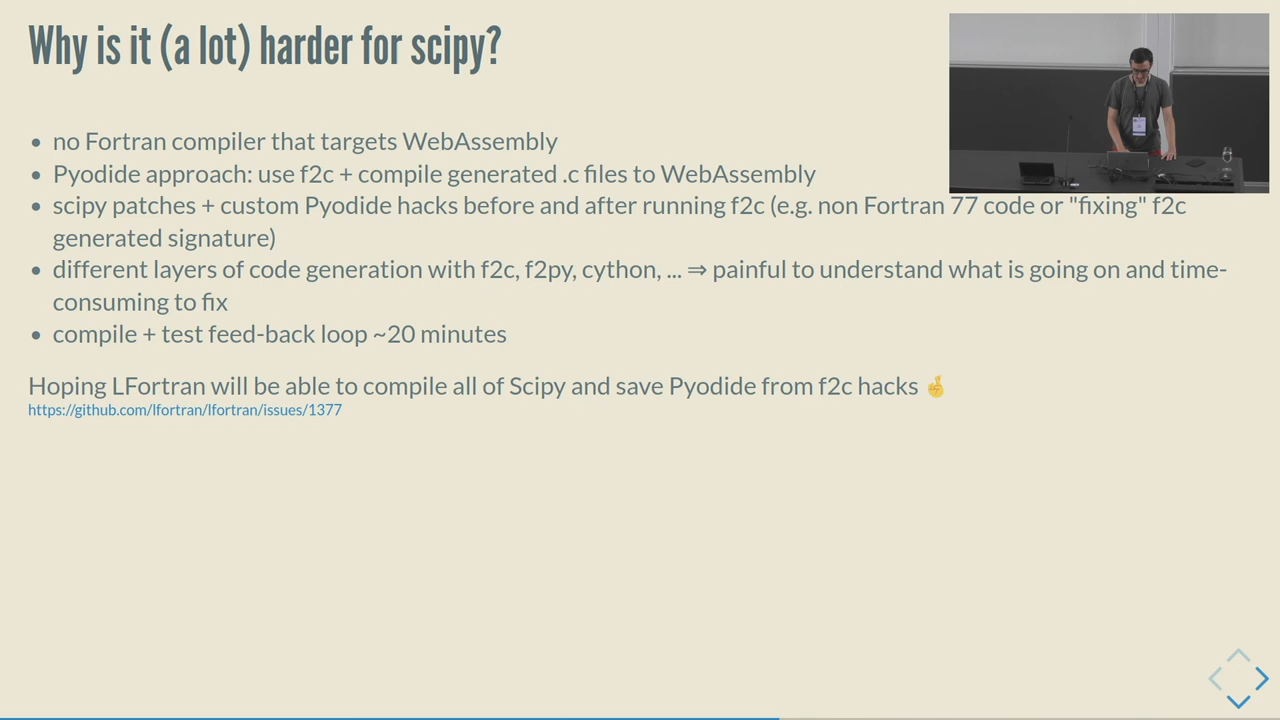 Why is it (a lot) harder for scipy?
• no Fortran compiler that targets WebAssembly
• Pyodide approach: use f2c + compile generated .c files to WebAssembly
• scipy patches + custom Pyodide hacks before and after running f2c (e.g. non Fortran 77 code or "fixing" f2c
generated signature)
• different layers of code generation with f2c, f2py, cython, ... ⇒ painful to understand what is going on and time-
consuming to fix
• compile + test feed-back loop ~20 minutes
Hoping LFortran will be able to compile all of Scipy and save Pyodide from f2c hacks 🤞
https://github.com/lfortran/lfortran/issues/1377